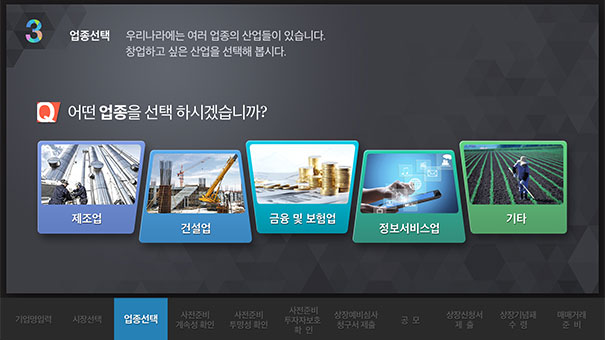 3
업종선택
우리나라에는 여러 업종의 산업들이 있습니다.
창업하고 싶은 산업을 선택해 봅시다.
Q 어떤 업종을 선택 하시겠습니까?
제조업
건설업
금융 및 보험업
정보서비스업
기타
기업명입력
시장선택
업종선택
사전준비
계속성 확인
사전준비
투명성 확인
사전준비
투자자보호
확 인
상장예비심사
청구서 제출
공 모
상장신청서
제 출
상장기념패
수 령
매매거래
준 비